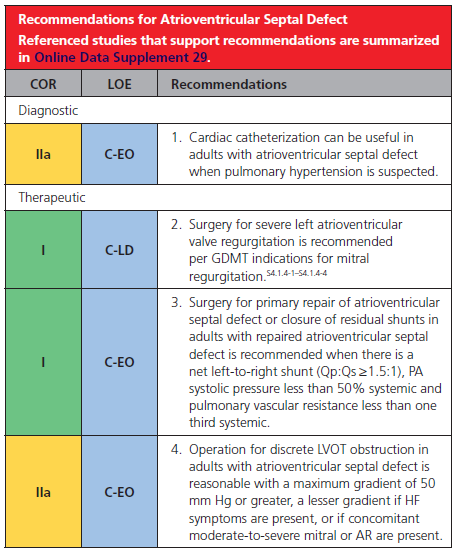 Recommendations for Atrioventricular Septal Defect
Referenced studies that support recommendations are summarized
in Online Data Supplement 29.
COR LOE Recommendations
Diagnostic
IIa C-EO 1. Cardiac catheterization can be useful in
adults with atrioventricular septal defect
when pulmonary hypertension is suspected.
Therapeutic
I C-LD 2. Surgery for severe left atrioventricular
valve regurgitation is recommended
per GDMT indications for mitral
regurgitation.S4.1.4-1–S4.1.4-4
I C-EO 3. Surgery for primary repair of atrioventricular
septal defect or closure of residual shunts in
adults with repaired atrioventricular septal
defect is recommended when there is a
net left-to-right shunt (Qp:Qs ≥1.5:1), PA
systolic pressure less than 50% systemic and
pulmonary vascular resistance less than one
third systemic.
IIa C-EO 4. Operation for discrete LVOT obstruction in
adults with atrioventricular septal defect is
reasonable with a maximum gradient of 50
mm Hg or greater, a lesser gradient if HF
symptoms are present, or if concomitant
moderate-to-severe mitral or AR are present.